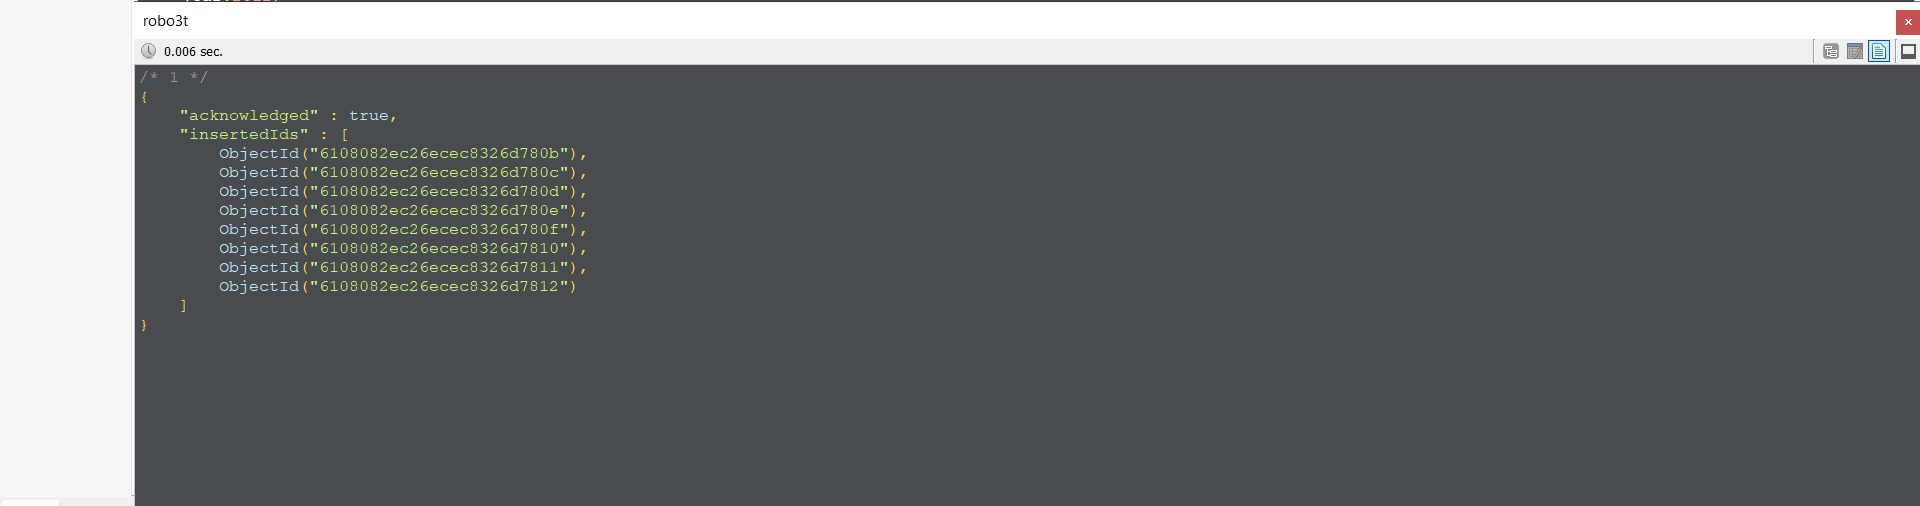 robo3t
0.006 sec.
/* 1 */
{
    "acknowledged" : true,
    "insertedIds" : [
        ObjectId("6108082ec26ecec8326d780b"),
        ObjectId("6108082ec26ecec8326d780c"),
        ObjectId("6108082ec26ecec8326d780d"),
        ObjectId("6108082ec26ecec8326d780e"),
        ObjectId("6108082ec26ecec8326d780f"),
        ObjectId("6108082ec26ecec8326d7810"),
        ObjectId("6108082ec26ecec8326d7811"),
        ObjectId("6108082ec26ecec8326d7812")
    ]
}